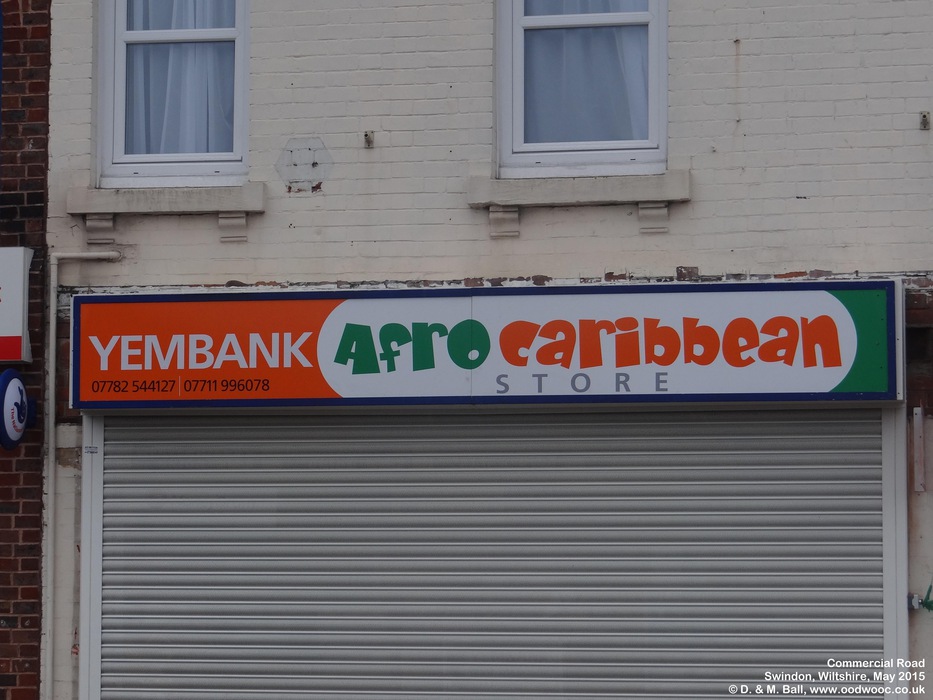 YEMBANK
07782 544127 | 07711 996078
Afro caribbean
STORE
Commercial Road
Swindon, Wiltshire, May 2015
© D. & M. Ball, www.oodwooc.co.uk